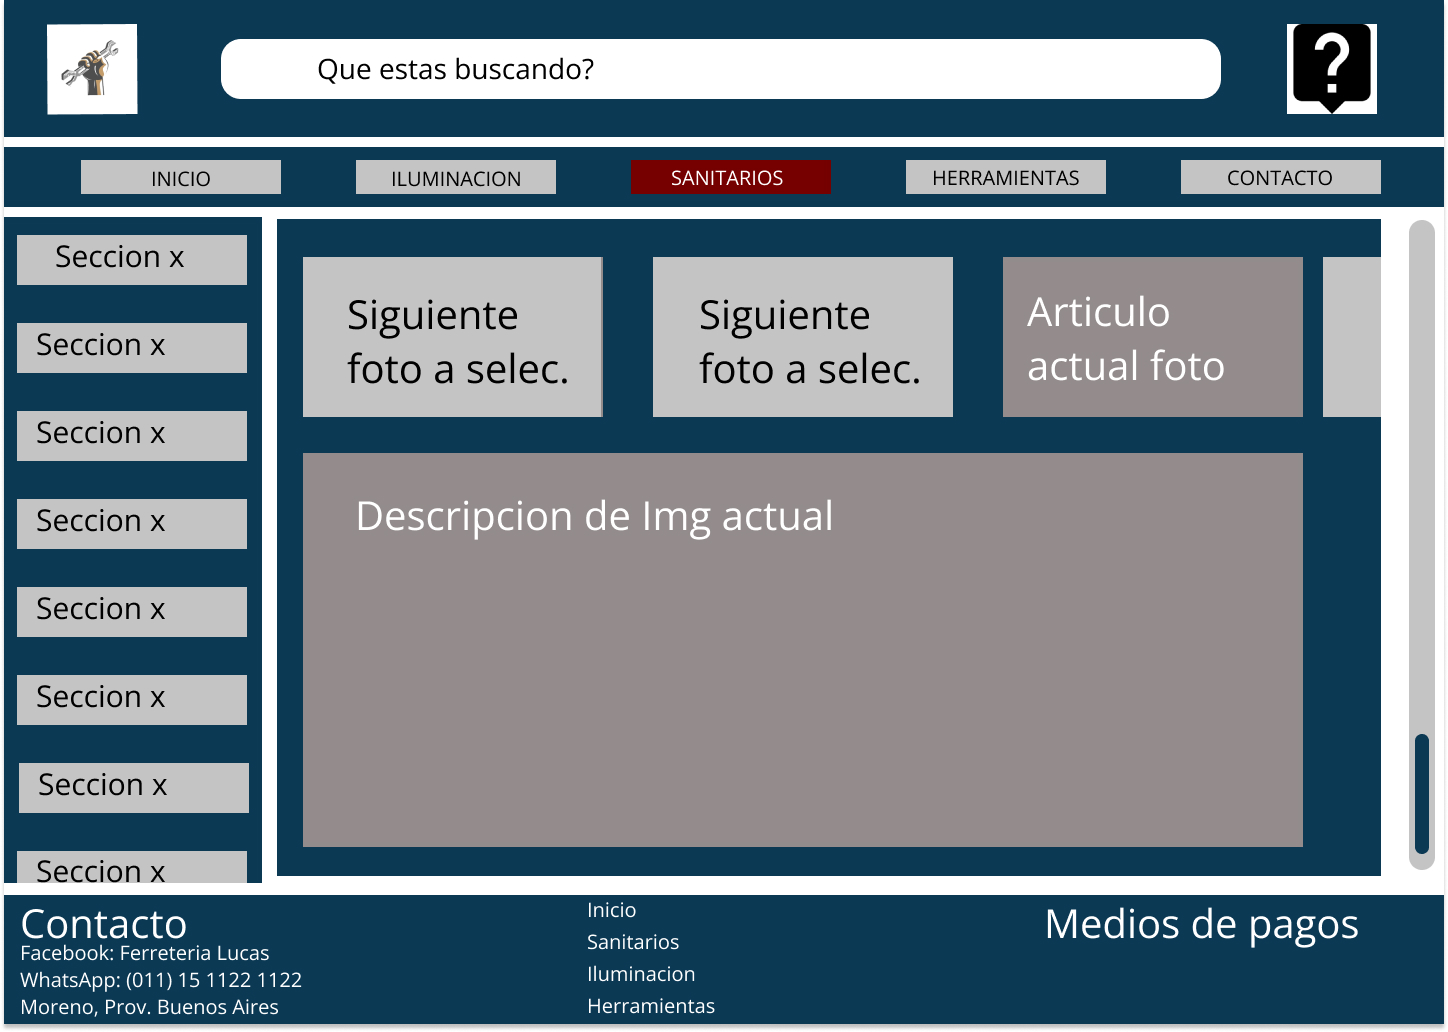 Que estas buscando?
?
INICIO
ILUMINACION
SANITARIOS
HERRAMIENTAS
CONTACTO
Seccion x
Seccion x
Seccion x
Seccion x
Seccion x
Seccion x
Seccion x
Seccion x
Siguiente
foto a selec.
Siguiente
foto a selec.
Articulo
actual foto
Descripcion de Img actual
Contacto
Facebook: Ferreteria Lucas
WhatsApp: (011) 15 1122 1122
Moreno, Prov. Buenos Aires
Inicio
Sanitarios
Iluminacion
Herramientas
Medios de pagos